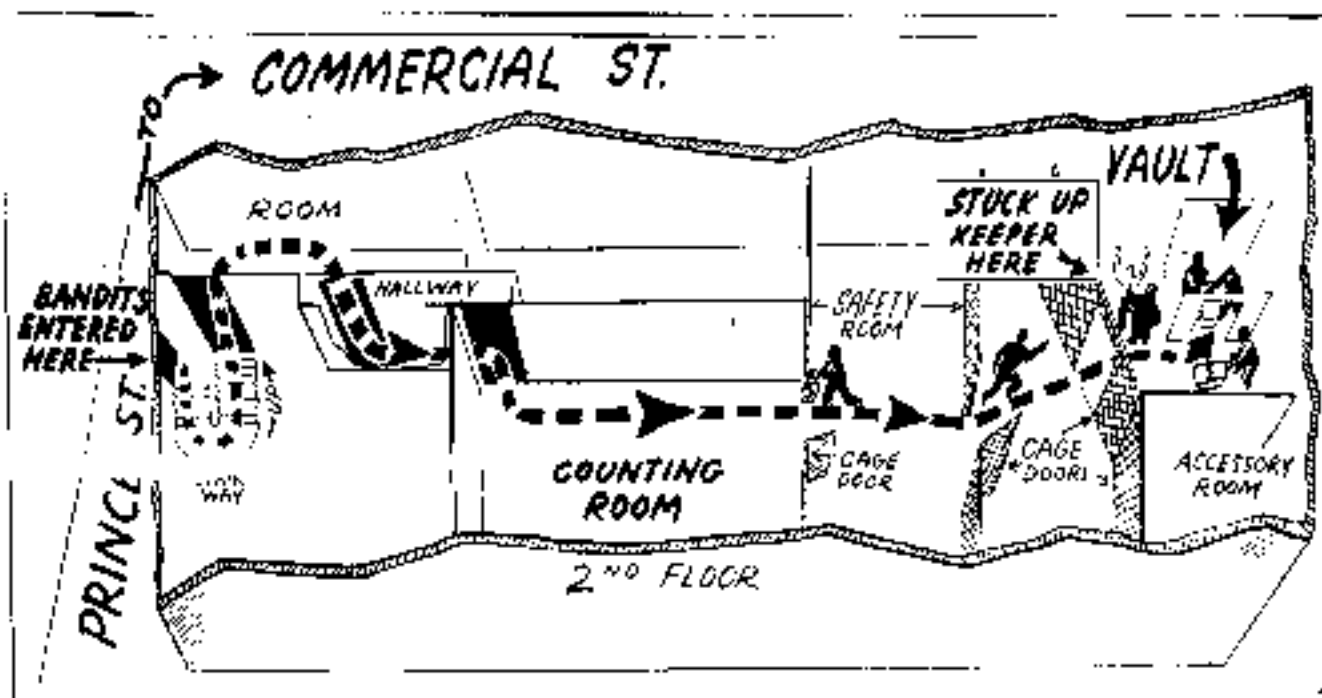 COMMERCIAL ST.
TO
ROOM
VAULT
STUCK UP
KEEPER
HERE
HALLWAY
BANDITS
ENTERED
HERE
SAFETY
ROOM
PRINCE ST.
WAY
COUNTING
ROOM
CAGE
DOOR
CAGE
DOORS
ACCESSORY
ROOM
2ND FLOOR